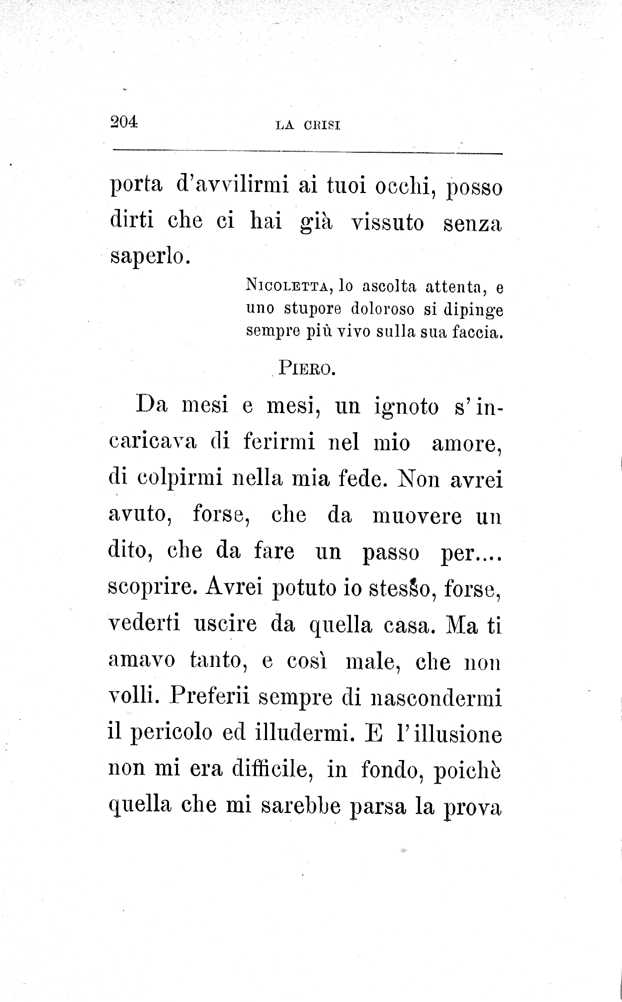 204 LA CRISI
porta d'avvilirmi ai tuoi occhi, posso
dirti che ci hai già vissuto senza
saperlo.
NICOLETTA, lo ascolta attenta, e
uno stupore doloroso si dipinge
sempre più vivo sulla sua faccia.
PIERO.
Da mesi e mesi, un ignoto s'in-
caricava di ferirmi nel mio amore,
di colpirmi nella mia fede. Non avrei
avuto, forse, che da muovere un
dito, che da fare un passo per....
scoprire. Avrei potuto io stesso, forse,
vederti uscire da quella casa. Ma ti
amavo tanto, e così male, che non
volli. Preferii sempre di nascondermi
il pericolo ed illudermi. E l'illusione
non mi era difficile, in fondo, poichè
quella che mi sarebbe parsa la prova